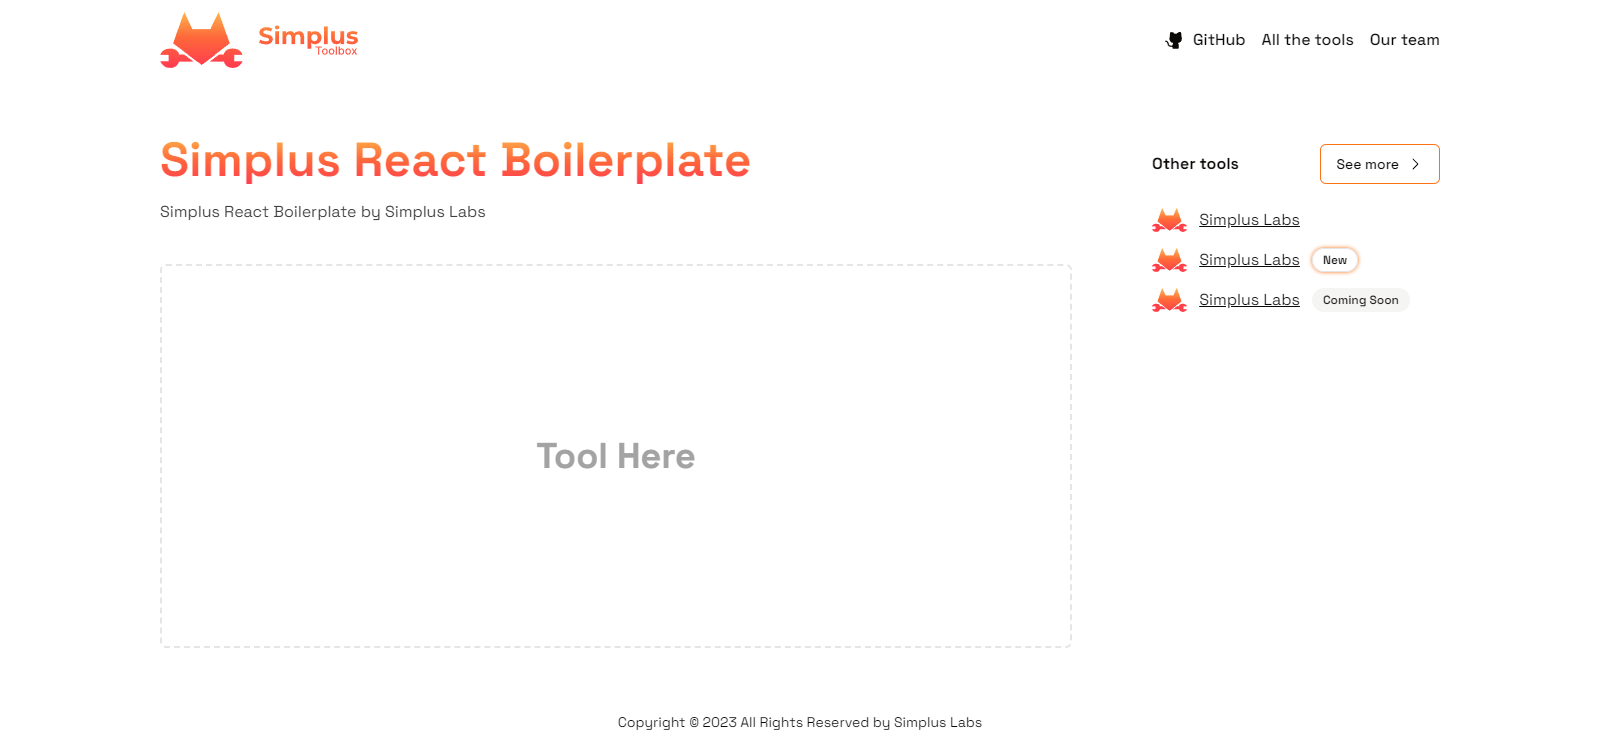 Simplus
Toolbox
GitHub
All the tools
Our team
Simplus React Boilerplate
Simplus React Boilerplate by Simplus Labs
Tool Here
Other tools
See more
Simplus Labs
Simplus Labs New
Simplus Labs Coming Soon
Copyright © 2023 All Rights Reserved by Simplus Labs